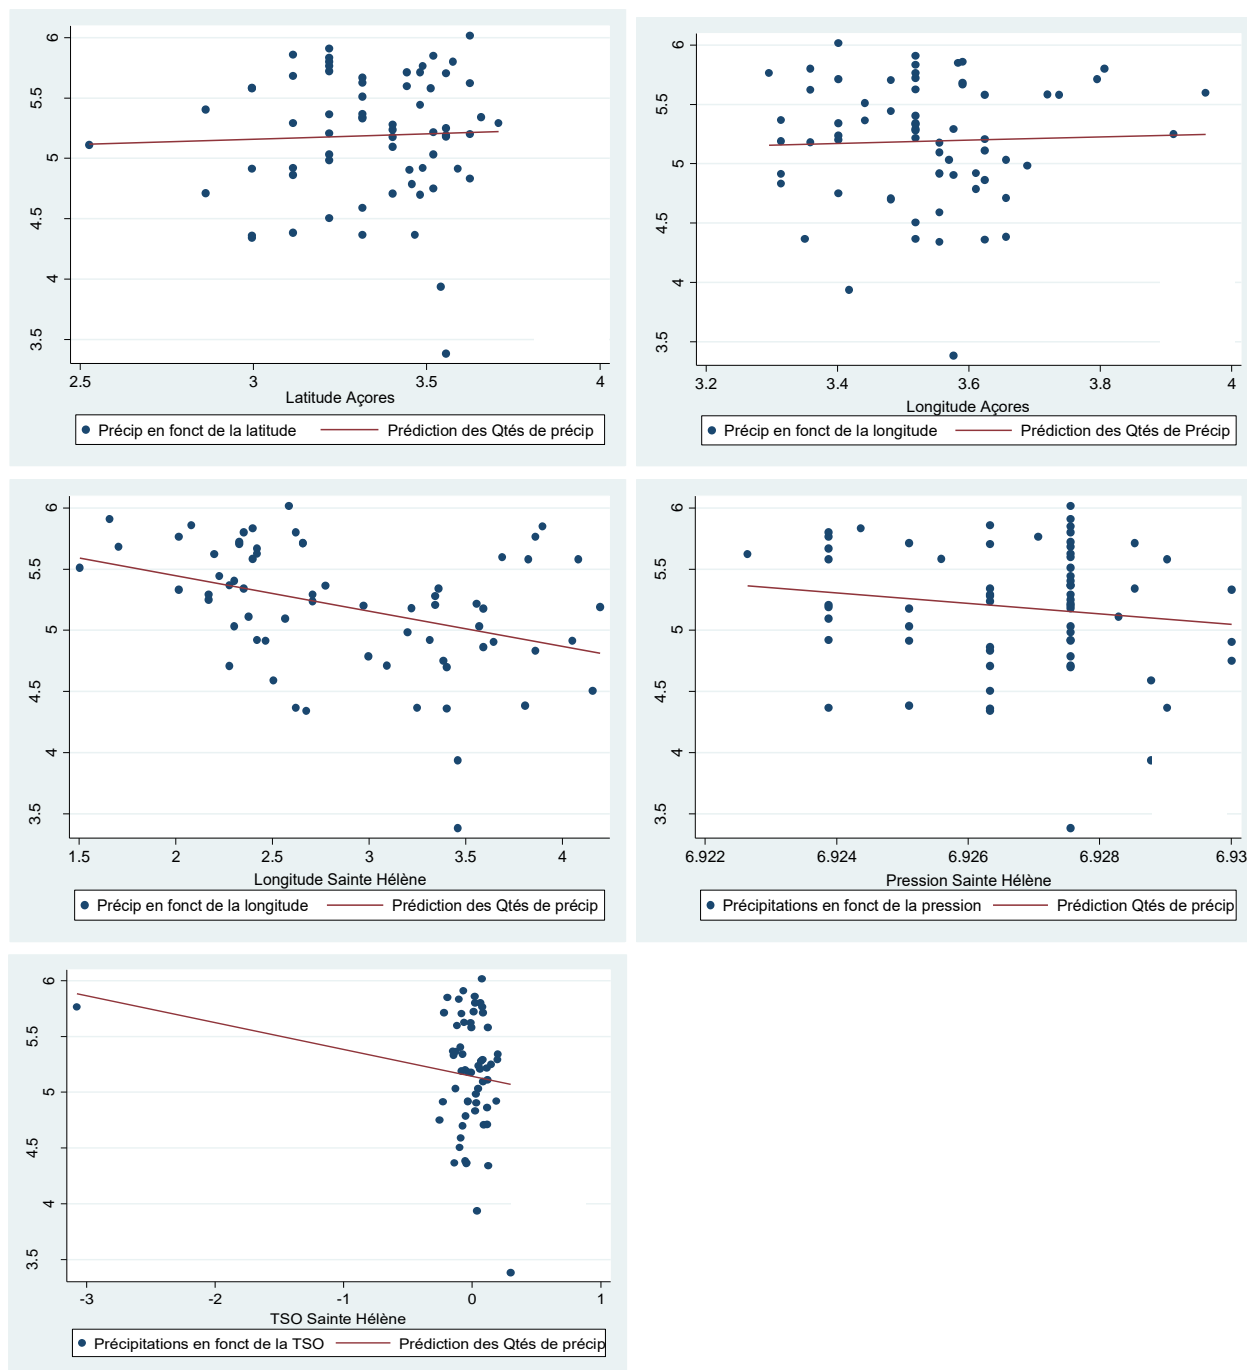 6
5.5
5
4.5
4
3.5
2.5 3 3.5 4
Latitude Açores
Précip en fonct de la latitude Prédiction des Qtés de précip
6
5.5
5
4.5
4
3.5
3.2 3.4 3.6 3.8 4
Longitude Açores
Précip en fonct de la longitude Prédiction des Qtés de Précip
6
5.5
5
4.5
4
3.5
1.5 2 2.5 3 3.5 4
Longitude Sainte Hélène
Précip en fonct de la longitude Prédiction des Qtés de précip
6
5.5
5
4.5
4
3.5
6.922 6.924 6.926 6.928 6.93
Pression Sainte Hélène
Précipitations en fonct de la pression Prédiction Qtés de précip
6
5.5
5
4.5
4
3.5
-3 -2 -1 0 1
TSO Sainte Hélène
Précipitations en fonct de la TSO Prédiction des Qtés de précip